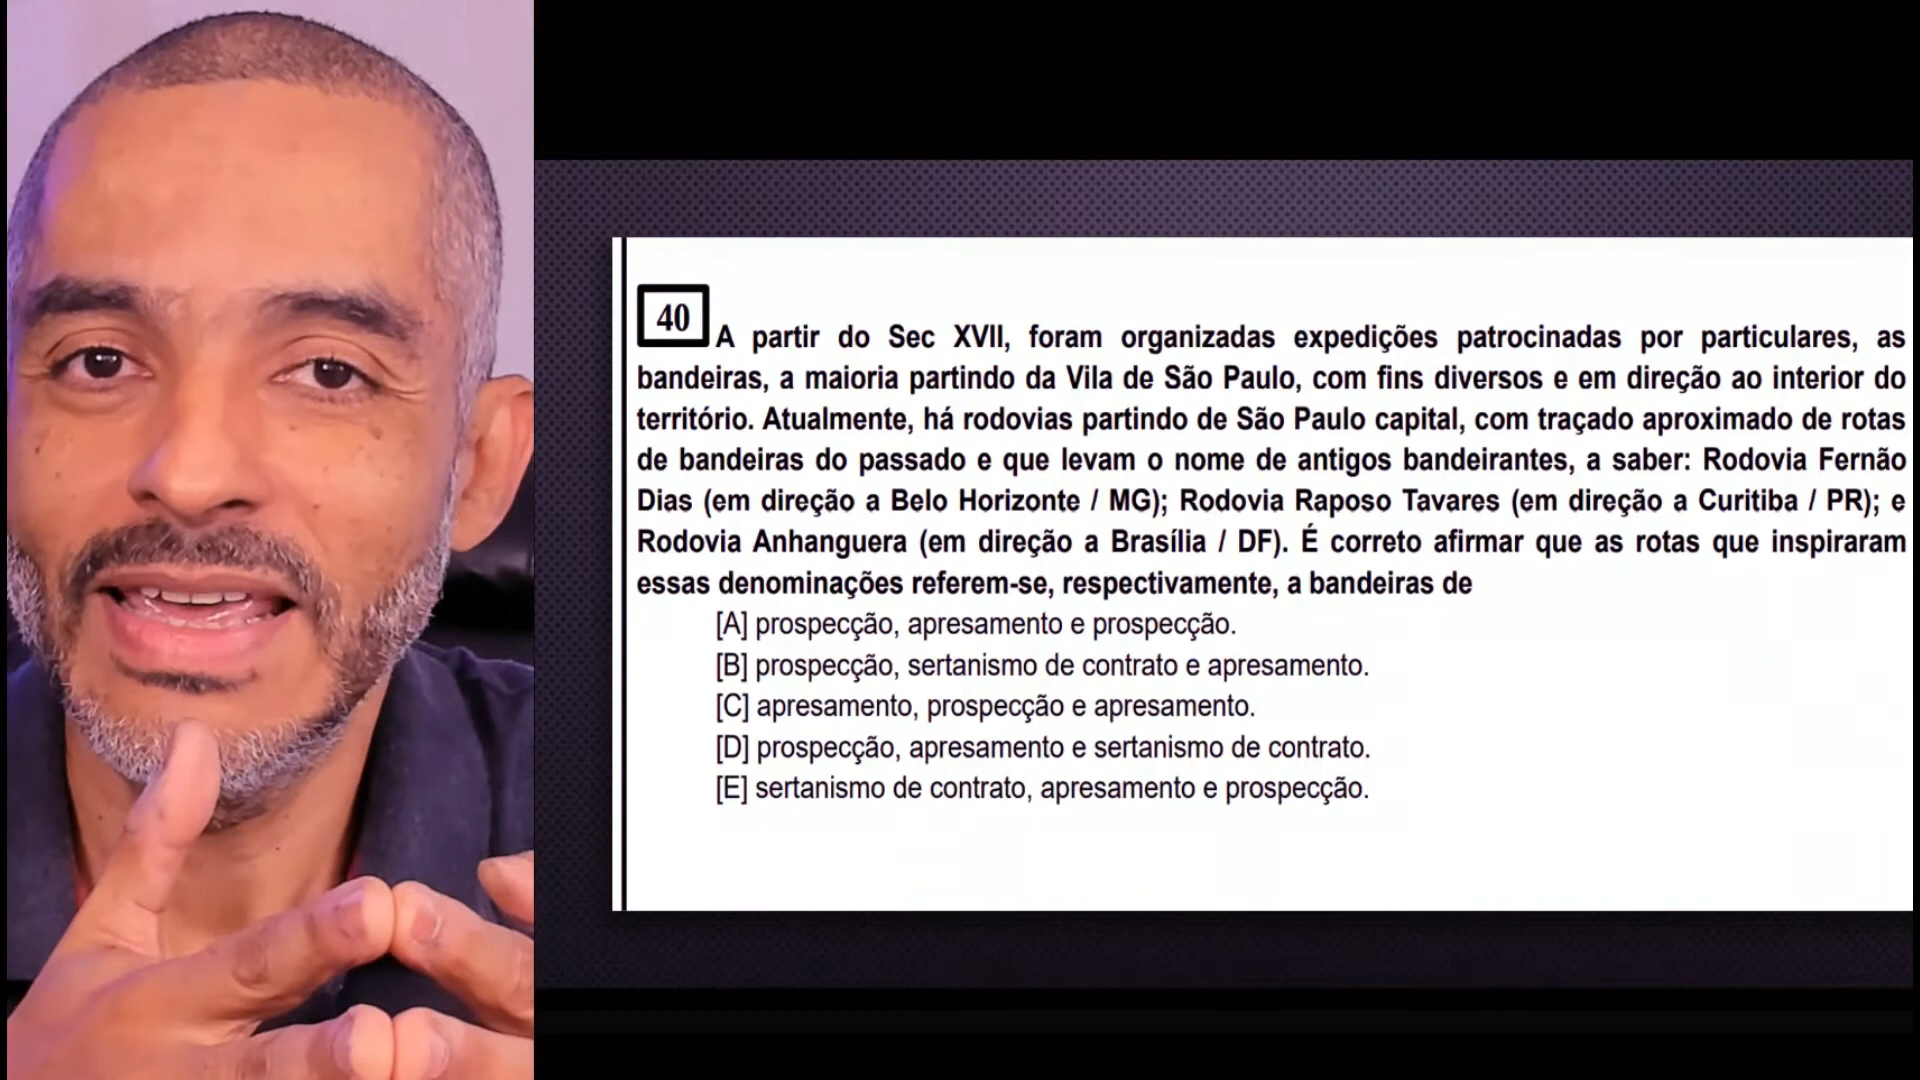 40
A partir do Sec XVII, foram organizadas expedições patrocinadas por particulares, as
bandeiras, a maioria partindo da Vila de São Paulo, com fins diversos e em direção ao interior do
território. Atualmente, há rodovias partindo de São Paulo capital, com traçado aproximado de rotas
de bandeiras do passado e que levam o nome de antigos bandeirantes, a saber: Rodovia Fernão
Dias (em direção a Belo Horizonte / MG); Rodovia Raposo Tavares (em direção a Curitiba / PR); e
Rodovia Anhanguera (em direção a Brasília / DF). É correto afirmar que as rotas que inspiraram
essas denominações referem-se, respectivamente, a bandeiras de
[A] prospecção, apresamento e prospecção.
[B] prospecção, sertanismo de contrato e apresamento.
[C] apresamento, prospecção e apresamento.
[D] prospecção, apresamento e sertanismo de contrato.
[E] sertanismo de contrato, apresamento e prospecção.